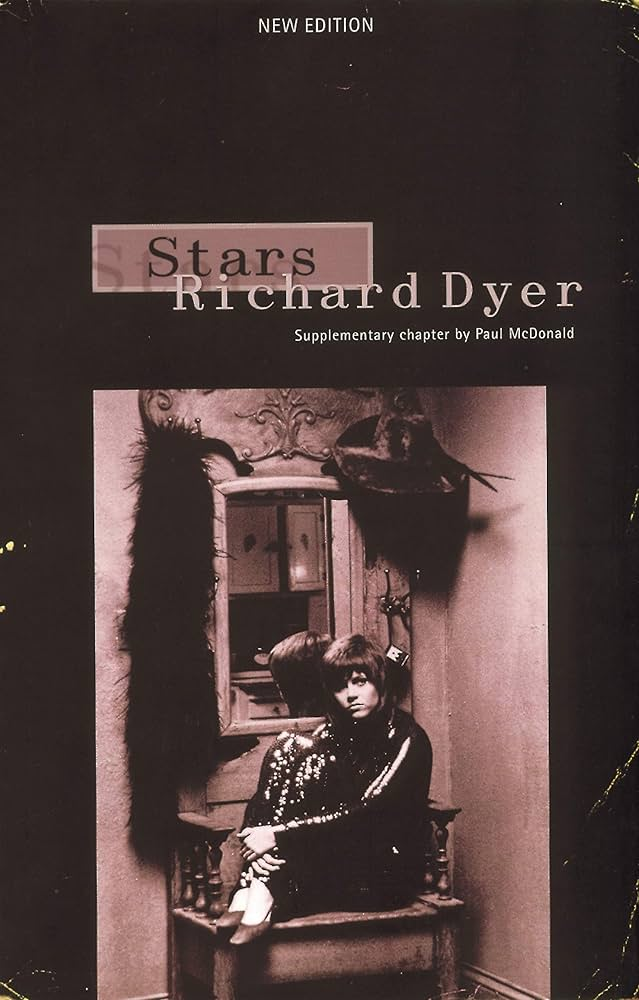 NEW EDITION
Stars
Richard Dyer
Supplementary chapter by Paul McDonald